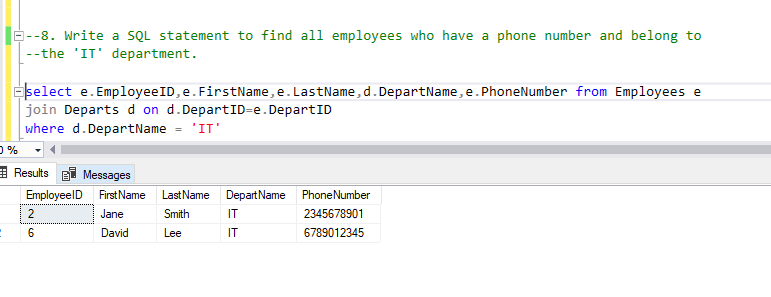 --8. Write a SQL statement to find all employees who have a phone number and belong to
--the 'IT' department.
select e.EmployeeID,e.FirstName,e.LastName,d.DepartName,e.PhoneNumber from Employees e
join Departs d on d.DepartID=e.DepartID
where d.DepartName = 'IT'
0 %
Results Messages
EmployeeID FirstName LastName DepartName PhoneNumber
2 Jane Smith IT 2345678901
2 6 David Lee IT 6789012345